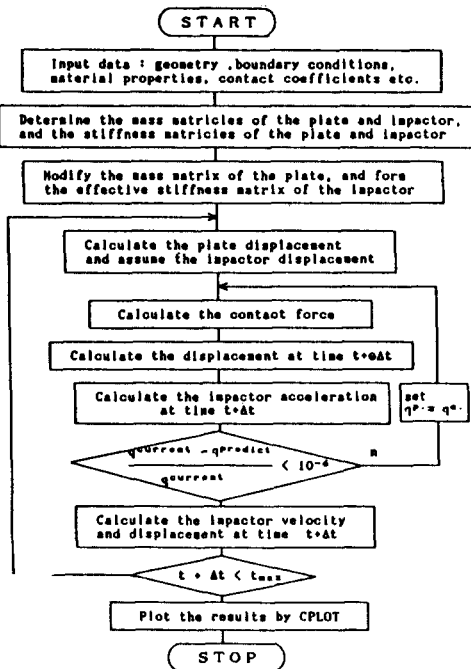 START
Input data : geometry ,boundary conditions,
material properties, contact coefficients etc.
Determine the mass matricies of the plate and impactor,
and the stiffness matricies of the plate and impactor
Modify the mass matrix of the plate, and form
the effective stiffness matrix of the impactor
Calculate the plate displacement
and assume the impactor displacement
Calculate the contact force
Calculate the displacement at time t+θΔt
Calculate the impactor acceleration
at time t+Δt
set
qp. = qc.
n
qcurrent - qpredict
< 10-6
qcurrent
Calculate the impactor velocity
and displacement at time t+Δt
t + Δt < tmax
Plot the results by CPLOT
STOP